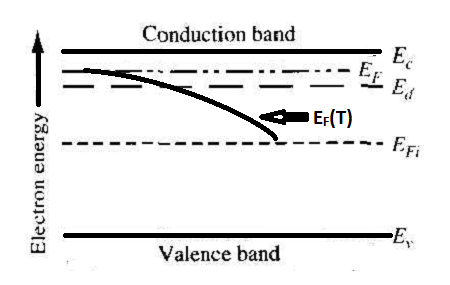 Conduction band
E_c
E_F
E_d
E_F(T)
E_Fi
E_v
Valence band
Electron energy